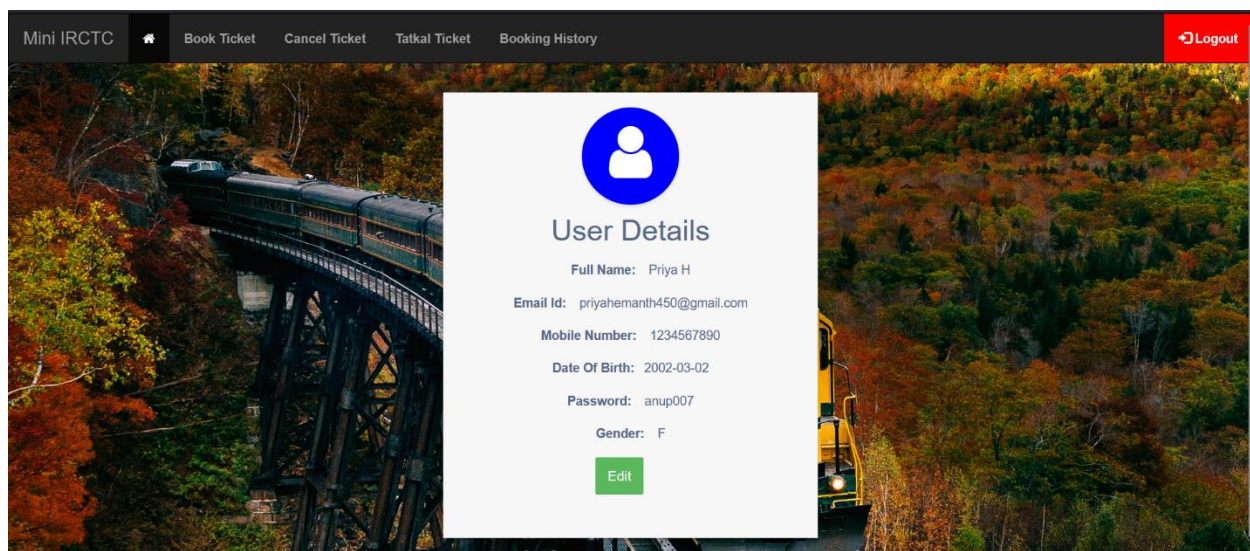 Mini IRCTC Book Ticket Cancel Ticket Tatkal Ticket Booking History Logout
User Details
Full Name: Priya H
Email Id: priyahemanth450@gmail.com
Mobile Number: 1234567890
Date Of Birth: 2002-03-02
Password: anup007
Gender: F
Edit